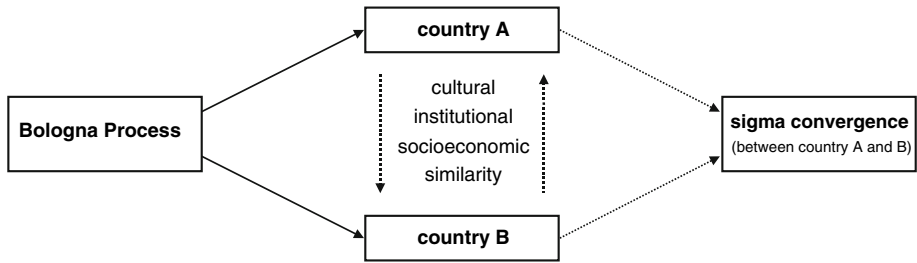 country A
Bologna Process
cultural
institutional
socioeconomic
similarity
sigma convergence
(between country A and B)
country B